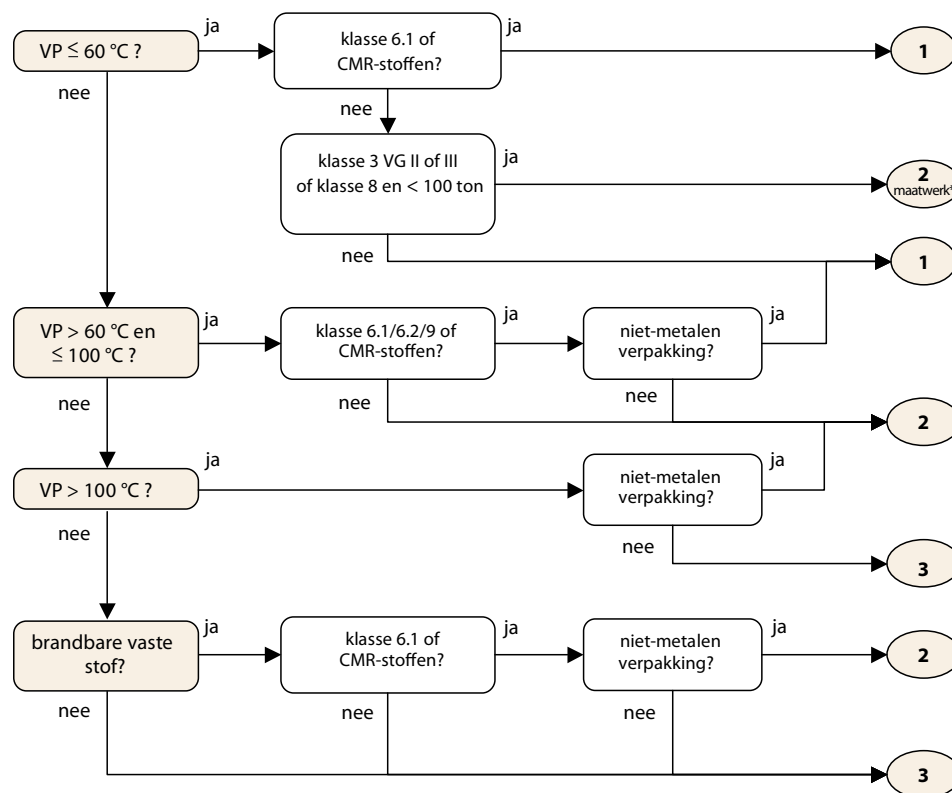 VP ≤ 60 °C ?
ja
klasse 6.1 of
CMR-stoffen?
ja
1
nee
nee
klasse 3 VG II of III
of klasse 8 en < 100 ton
ja
2
maatwerk*
nee
1
VP > 60 °C en
≤ 100 °C ?
ja
klasse 6.1/6.2/9 of
CMR-stoffen?
ja
niet-metalen
verpakking?
ja
nee
nee
nee
2
VP > 100 °C ?
ja
niet-metalen
verpakking?
ja
nee
nee
3
brandbare vaste
stof?
ja
klasse 6.1 of
CMR-stoffen?
ja
niet-metalen
verpakking?
ja
2
nee
nee
nee
3